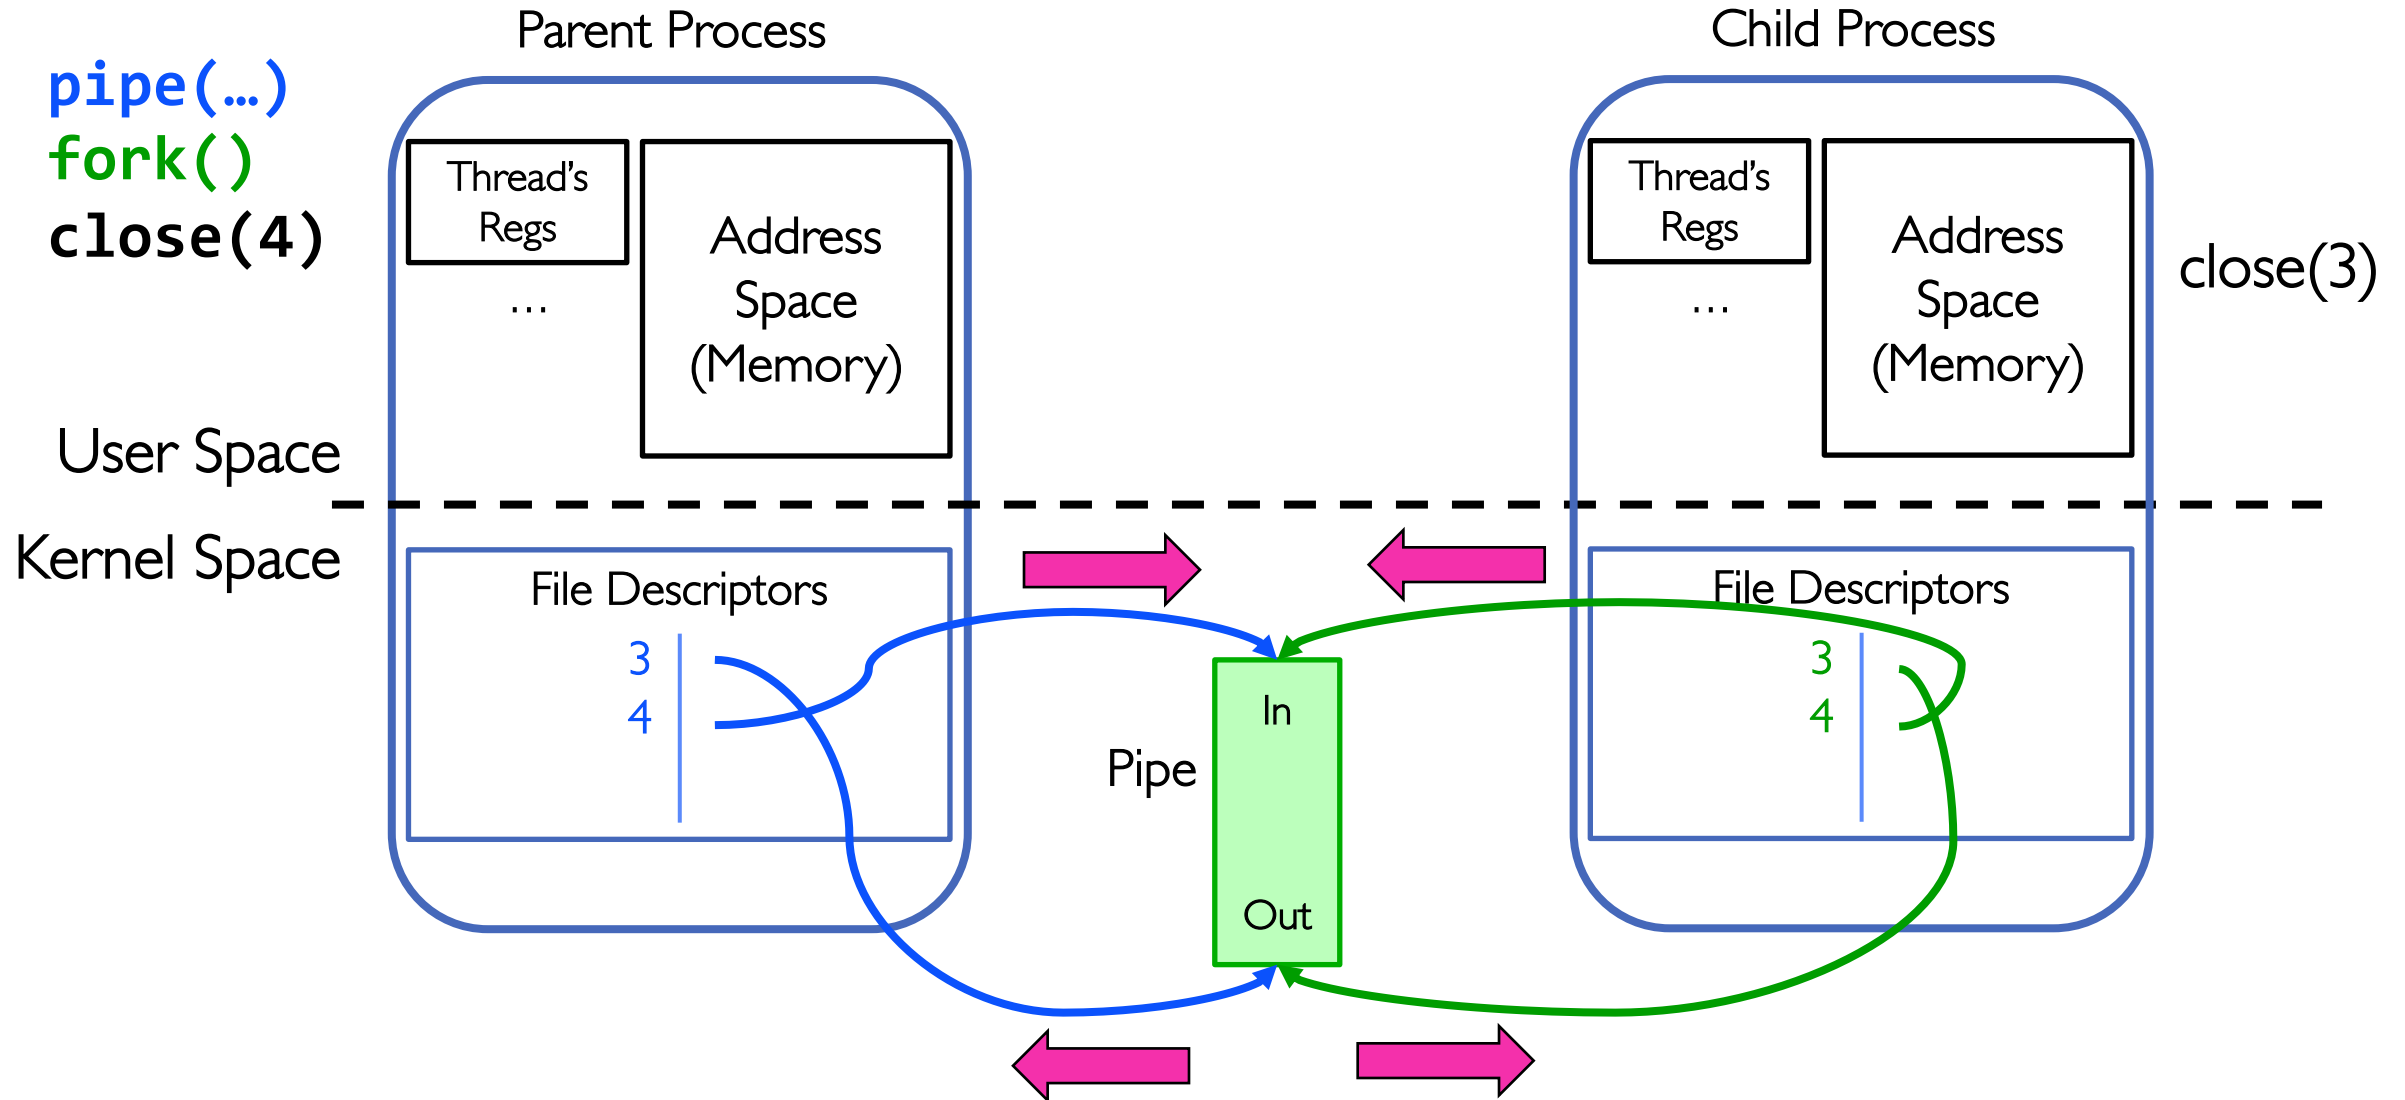 Parent Process
Child Process
pipe(…)
fork()
close(4)
Thread’s
Regs
…
Address
Space
(Memory)
Thread’s
Regs
…
Address
Space
(Memory)
close(3)
User Space
Kernel Space
File Descriptors
3
4
File Descriptors
3
4
Pipe
In
Out